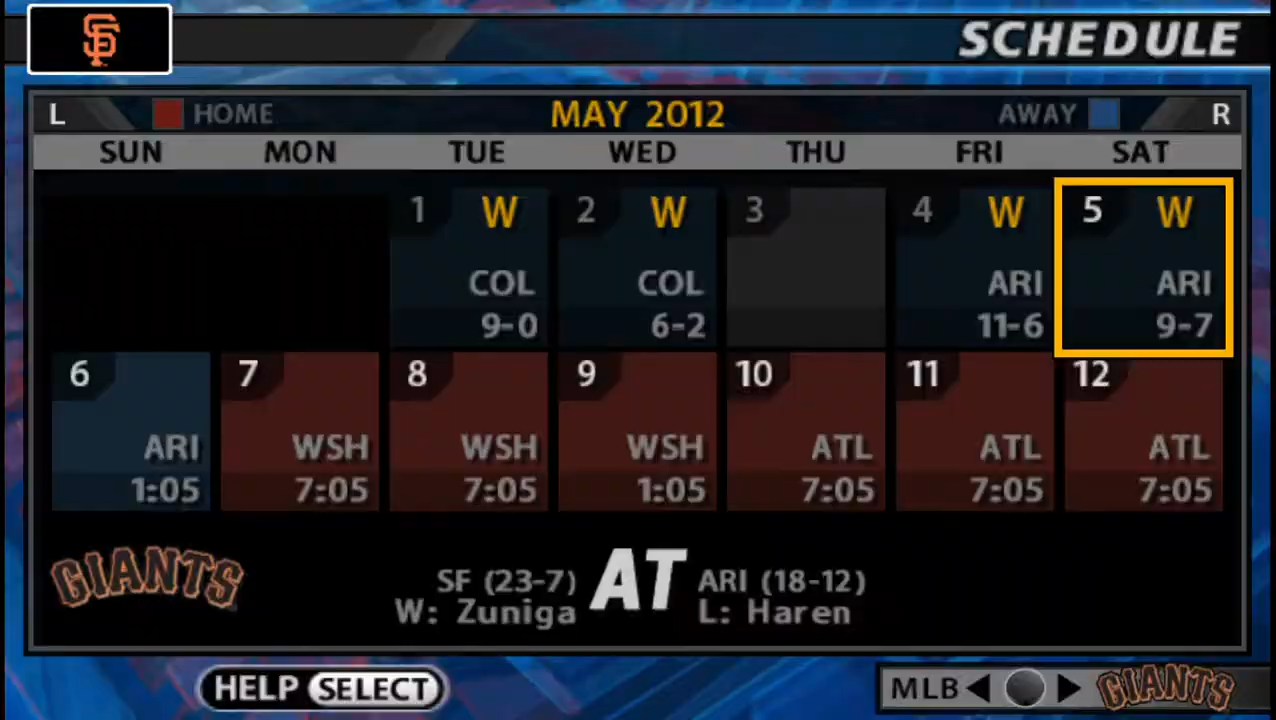 SF
SCHEDULE
L HOME MAY 2012 AWAY R
SUN MON TUE WED THU FRI SAT
1 W 2 W 3 4 W 5 W
COL COL ARI ARI
9-0 6-2 11-6 9-7
6 7 8 9 10 11 12
ARI WSH WSH WSH ATL ATL ATL
1:05 7:05 7:05 1:05 7:05 7:05 7:05
GIANTS
SF (23-7) AT ARI (18-12)
W: Zuniga L: Haren
HELP SELECT
MLB GIANTS